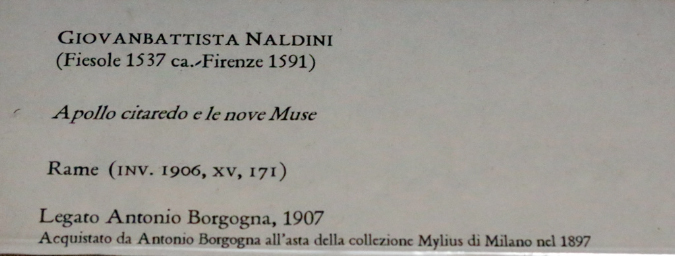 GIOVANBATTISTA NALDINI
(Fiesole 1537 ca.-Firenze 1591)
Apollo citaredo e le nove Muse
Rame (INV. 1906, XV, 171)
Legato Antonio Borgogna, 1907
Acquistato da Antonio Borgogna all'asta della collezione Mylius di Milano nel 1897